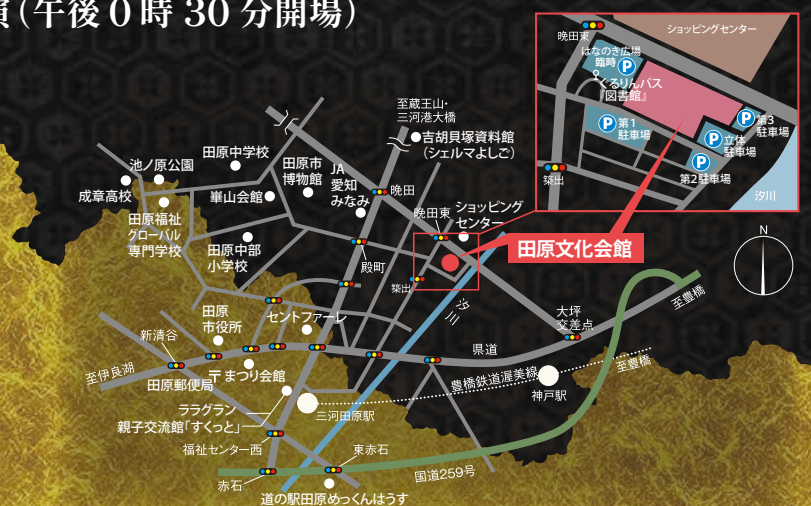 演（午後０時30分開場）
ショッピングセンター
晩田東
はなのき広場
臨時
P
ぐるりんバス
『図書館』
P
第1
駐車場
P
第3
駐車場
P
立体
駐車場
P
第2駐車場
築出
汐川
至蔵王山・
三河港大橋
吉胡貝塚資料館
（シェルマよしご）
田原中学校
池ノ原公園
成章高校
田原市
博物館
JA
愛知
みなみ
晩田
崋山会館
田原福祉
グローバル
専門学校
田原中部
小学校
晩田東
ショッピング
センター
田原文化会館
N
殿町
築出
汐川
田原
市役所
セントファーレ
新清谷
大坪
交差点
至豊橋
県道
至伊良湖
田原郵便局
〒
まつり会館
豊橋鉄道渥美線
至豊橋
神戸駅
三河田原駅
ララグラン
親子交流館「すくっと」
福祉センター西
東赤石
赤石
国道259号
道の駅田原めっくんはうす